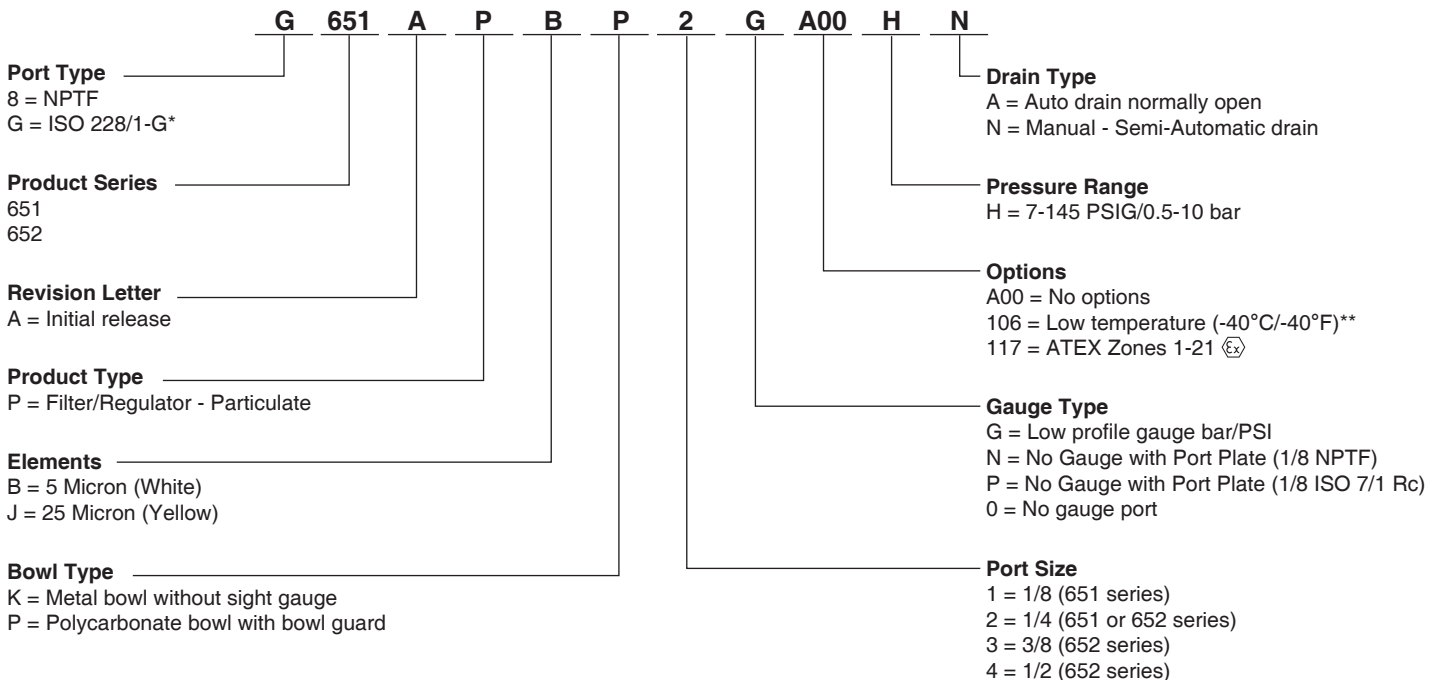 G 651 A P B P 2 G A00 H N
Port Type
8 = NPTF
G = ISO 228/1-G*
Product Series
651
652
Revision Letter
A = Initial release
Product Type
P = Filter/Regulator - Particulate
Elements
B = 5 Micron (White)
J = 25 Micron (Yellow)
Bowl Type
K = Metal bowl without sight gauge
P = Polycarbonate bowl with bowl guard
Drain Type
A = Auto drain normally open
N = Manual - Semi-Automatic drain
Pressure Range
H = 7-145 PSIG/0.5-10 bar
Options
A00 = No options
106 = Low temperature (-40°C/-40°F)**
117 = ATEX Zones 1-21 Ex
Gauge Type
G = Low profile gauge bar/PSI
N = No Gauge with Port Plate (1/8 NPTF)
P = No Gauge with Port Plate (1/8 ISO 7/1 Rc)
0 = No gauge port
Port Size
1 = 1/8 (651 series)
2 = 1/4 (651 or 652 series)
3 = 3/8 (652 series)
4 = 1/2 (652 series)